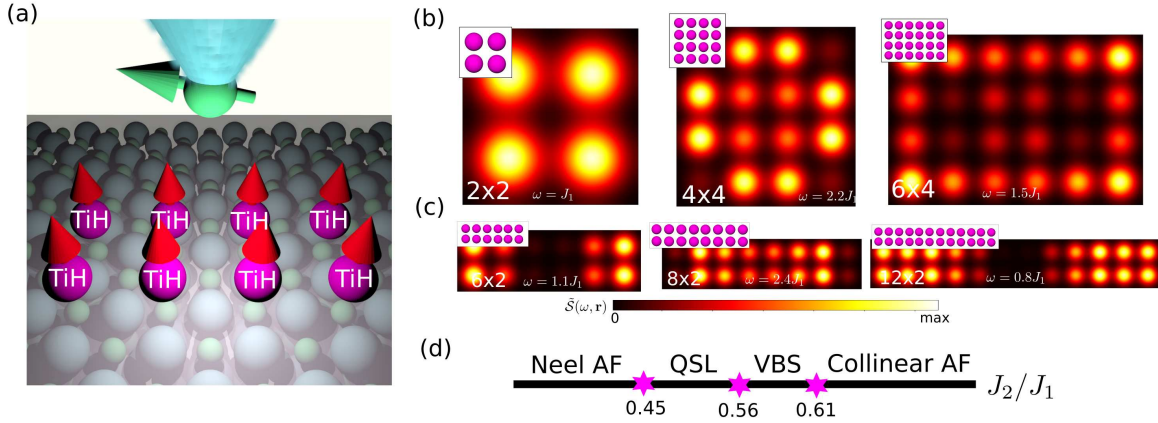 (a)
TiH TiH TiH TiH
TiH TiH TiH TiH
(b)
2x2 ω = J₁
4x4 ω = 2.2J₁
6x4 ω = 1.5J₁
(c)
6x2 ω = 1.1J₁
8x2 ω = 2.4J₁
12x2 ω = 0.8J₁
S̃(ω, r)
0 max
(d)
Neel AF QSL VBS Collinear AF
J₂/J₁
0.45 0.56 0.61